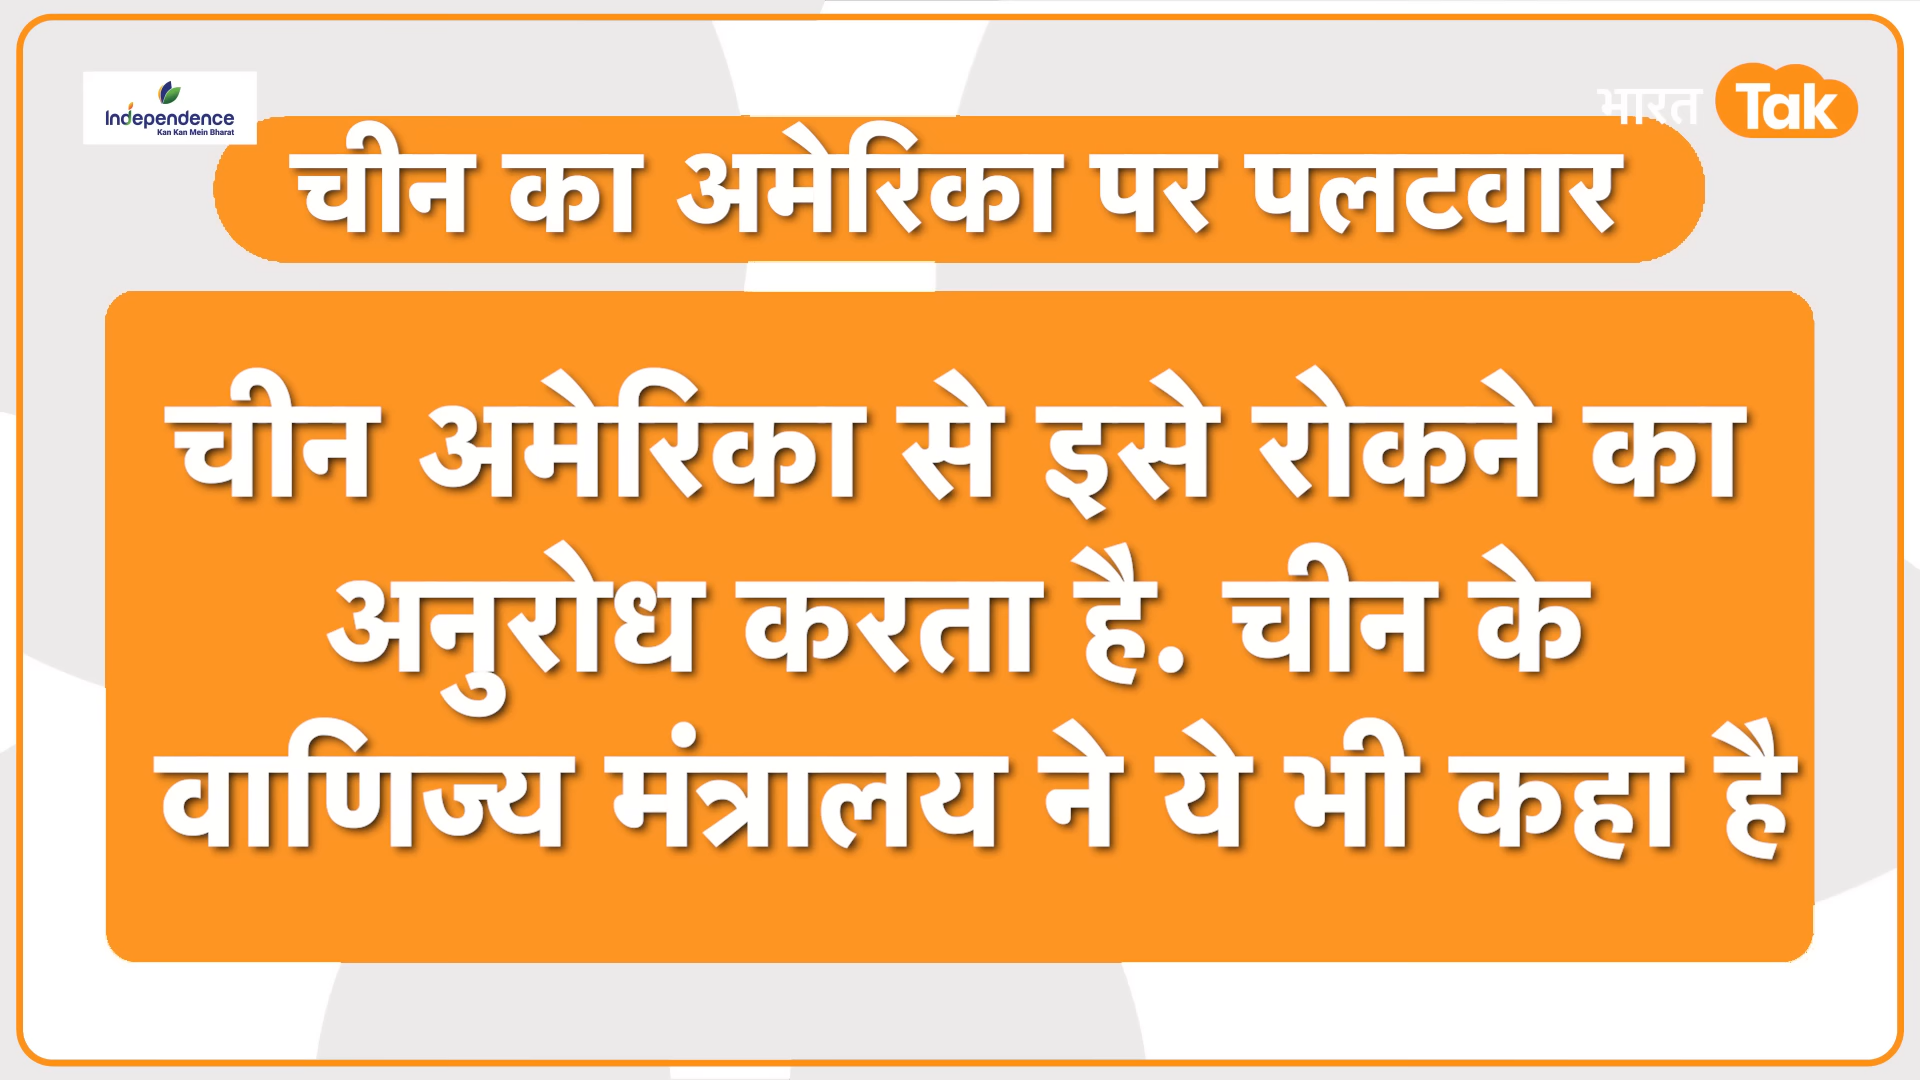 Independence
Kan Kan Mein Bharat
भारत Tak
चीन का अमेरिका पर पलटवार
चीन अमेरिका से इसे रोकने का
अनुरोध करता है. चीन के
वाणिज्य मंत्रालय ने ये भी कहा है